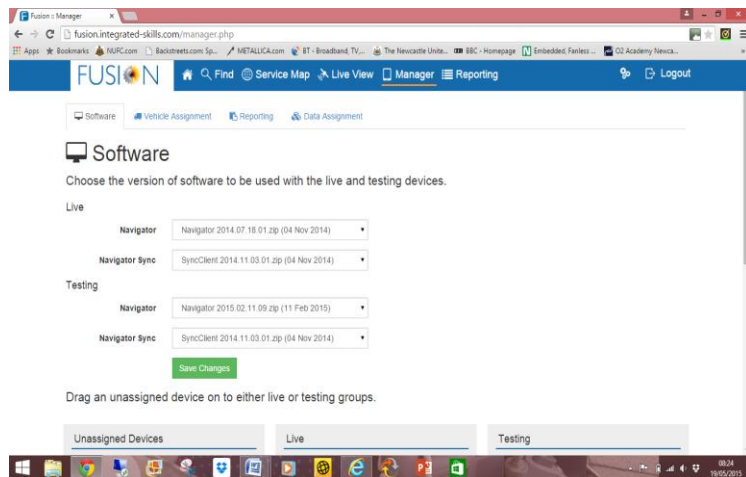 Fusion :: Manager
fusion.integrated-skills.com/manager.php
Apps Bookmarks NUFC.com Backstreets.com: Sp... METALLICA.com BT - Broadband, TV,... The Newcastle Unite... BBC - Homepage Embedded, Fanless ... O2 Academy Newca...
FUSION Find Service Map Live View Manager Reporting Logout
Software Vehicle Assignment Reporting Data Assignment
Software
Choose the version of software to be used with the live and testing devices.
Live
Navigator Navigator 2014.07.18.01.zip (04 Nov 2014)
Navigator Sync SyncClient 2014.11.03.01.zip (04 Nov 2014)
Testing
Navigator Navigator 2015.02.11.09.zip (11 Feb 2015)
Navigator Sync SyncClient 2014.11.03.01.zip (04 Nov 2014)
Save Changes
Drag an unassigned device on to either live or testing groups.
Unassigned Devices Live Testing
08:24
19/05/2015